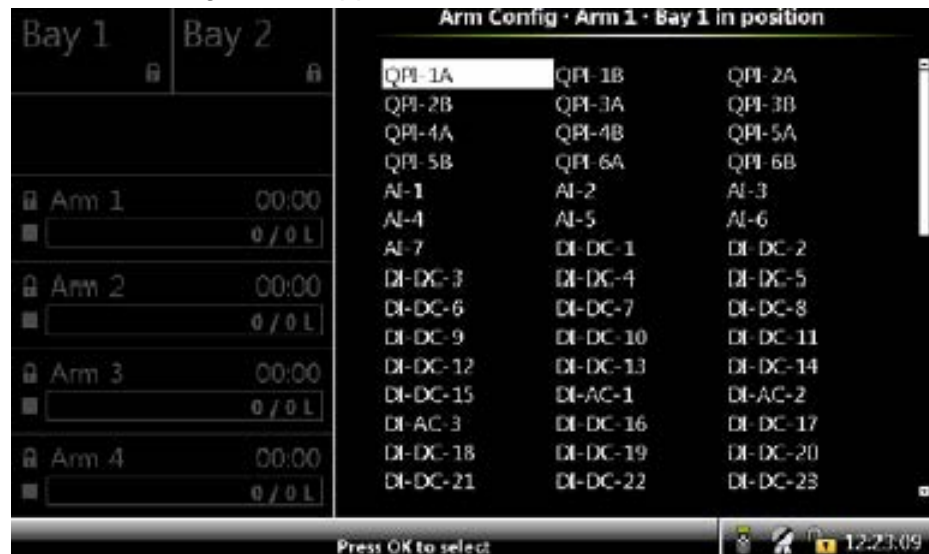 Bay 1
Bay 2
Arm 1 00:00
0 / 0 L
Arm 2 00:00
0 / 0 L
Arm 3 00:00
0 / 0 L
Arm 4 00:00
0 / 0 L
Arm Config · Arm 1 · Bay 1 in position
QPI-1A QPI-1B QPI-2A
QPI-2B QPI-3A QPI-3B
QPI-4A QPI-4B QPI-5A
QPI-5B QPI-6A QPI-6B
AI-1 AI-2 AI-3
AI-4 AI-5 AI-6
AI-7 DI-DC-1 DI-DC-2
DI-DC-3 DI-DC-4 DI-DC-5
DI-DC-6 DI-DC-7 DI-DC-8
DI-DC-9 DI-DC-10 DI-DC-11
DI-DC-12 DI-DC-13 DI-DC-14
DI-DC-15 DI-AC-1 DI-AC-2
DI-AC-3 DI-DC-16 DI-DC-17
DI-DC-18 DI-DC-19 DI-DC-20
DI-DC-21 DI-DC-22 DI-DC-23
Press OK to select
12:23:09